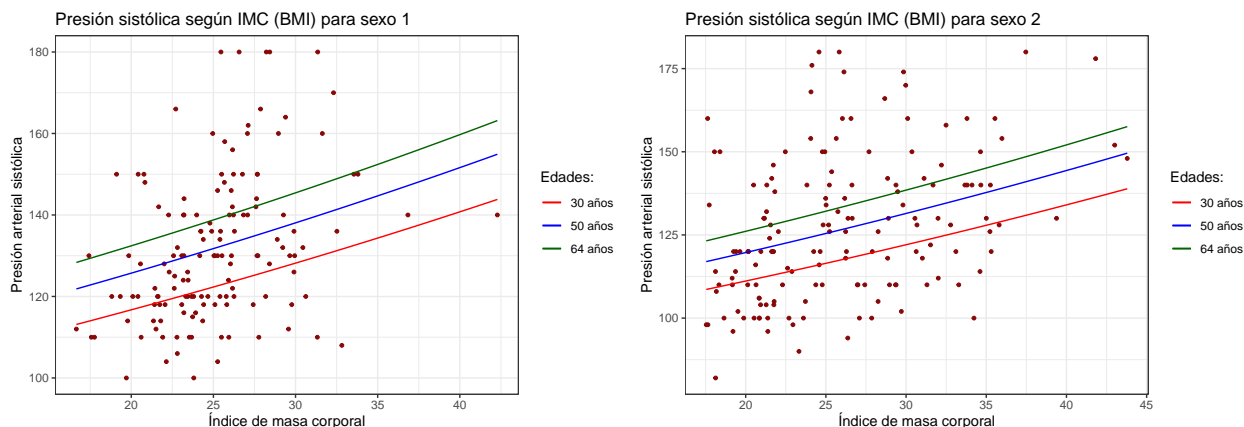 Presión sistólica según IMC (BMI) para sexo 1
180
160
140
120
100
20
25
30
35
40
Presión arterial sistólica
Índice de masa corporal
Edades:
30 años
50 años
64 años
Presión sistólica según IMC (BMI) para sexo 2
175
150
125
100
20
25
30
35
40
45
Presión arterial sistólica
Índice de masa corporal
Edades:
30 años
50 años
64 años